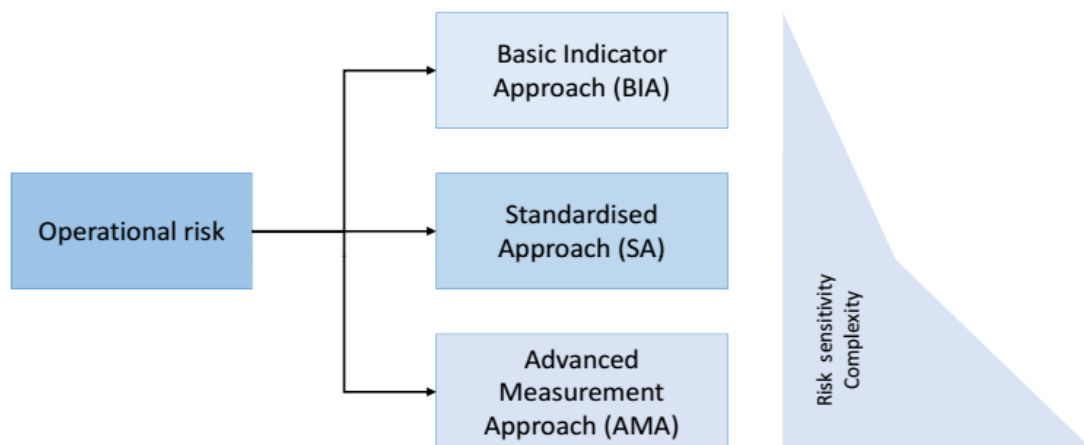 Basic Indicator
Approach (BIA)
Operational risk
Standardised
Approach (SA)
Advanced
Measurement
Approach (AMA)
Risk sensitivity
Complexity